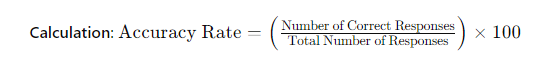 Calculation: Accuracy Rate = (Number of Correct Responses / Total Number of Responses) × 100